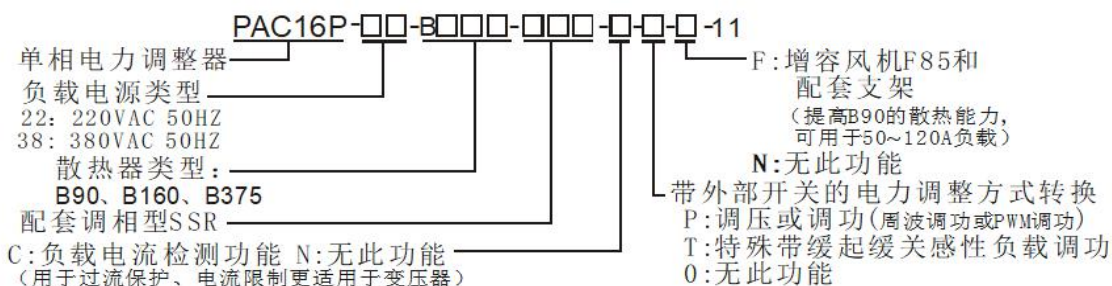 PAC16P-□□-B□□□-□□□-□-□-□-11
单相电力调整器
负载电源类型
22: 220VAC 50HZ
38: 380VAC 50HZ
散热器类型:
B90、B160、B375
配套调相型SSR
C:负载电流检测功能 N:无此功能
(用于过流保护、电流限制更适用于变压器)
F:增容风机F85和
配套支架
(提高B90的散热能力,
可用于50~120A负载)
N:无此功能
带外部开关的电力调整方式转换
P:调压或调功(周波调功或PWM调功)
T:特殊带缓起缓关感性负载调功
0:无此功能